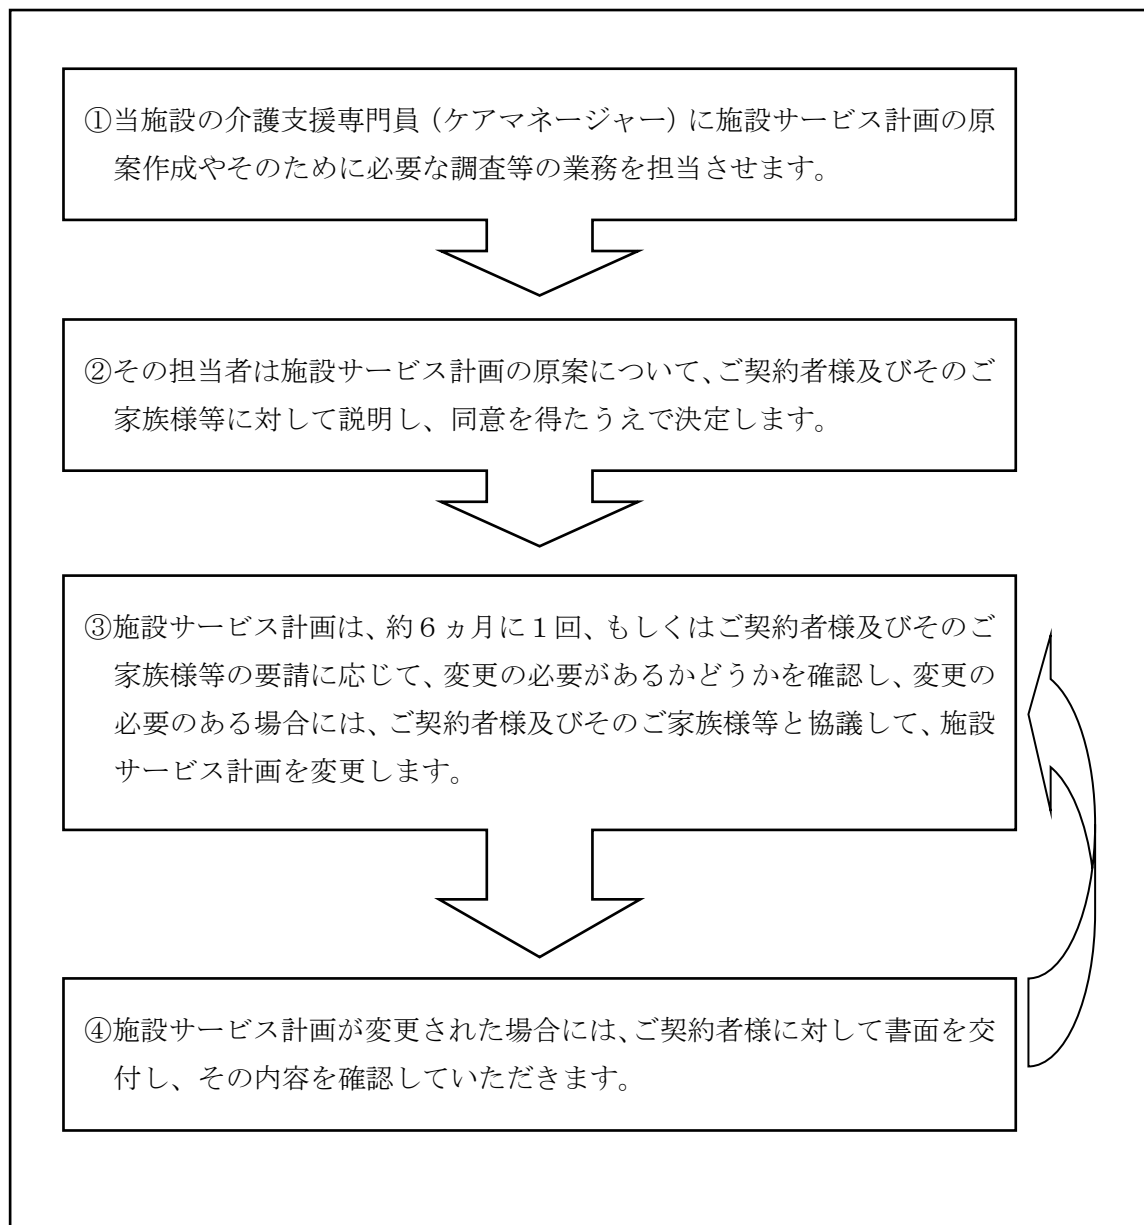 ①当施設の介護支援専門員（ケアマネージャー）に施設サービス計画の原
案作成やそのために必要な調査等の業務を担当させます。
②その担当者は施設サービス計画の原案について、ご契約者様及びそのご
家族様等に対して説明し、同意を得たうえで決定します。
③施設サービス計画は、約６ヵ月に１回、もしくはご契約者様及びそのご
家族様等の要請に応じて、変更の必要があるかどうかを確認し、変更の
必要のある場合には、ご契約者様及びそのご家族様等と協議して、施設
サービス計画を変更します。
④施設サービス計画が変更された場合には、ご契約者様に対して書面を交
付し、その内容を確認していただきます。